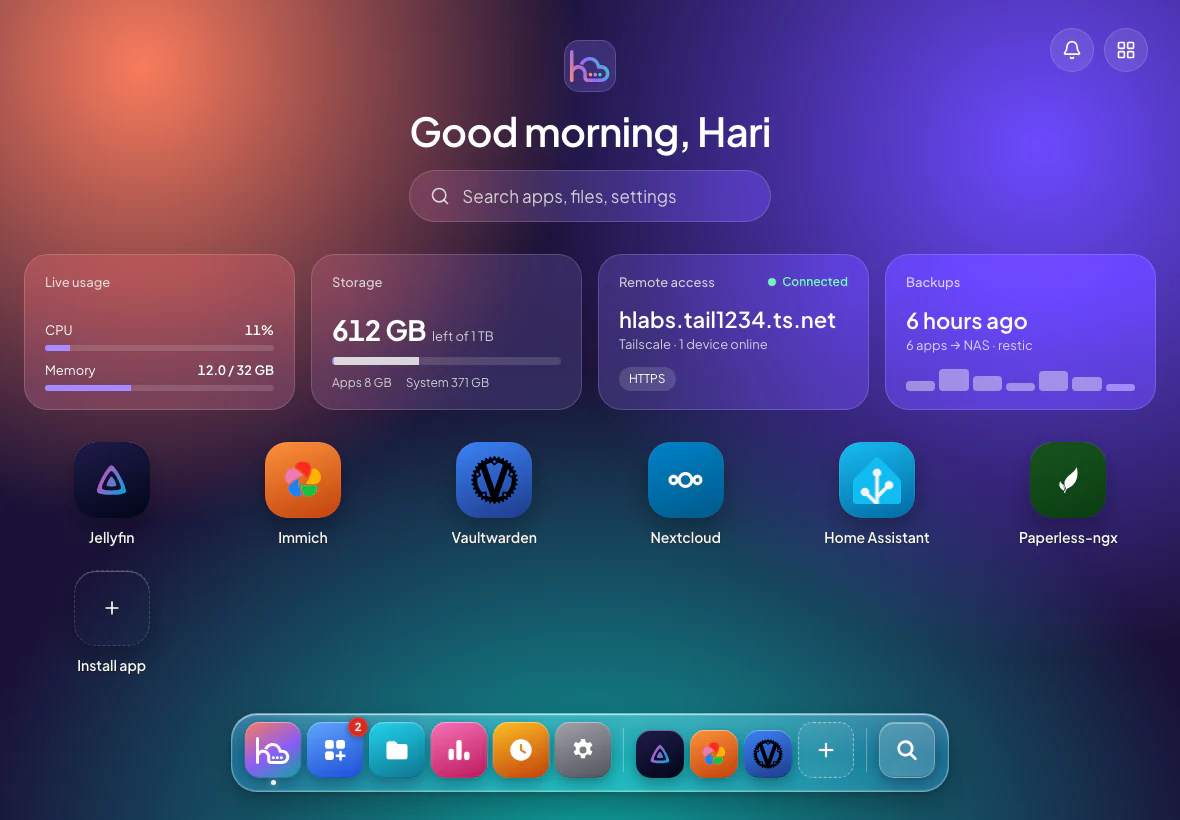 Good morning, Hari
Search apps, files, settings
Live usage
CPU 11%
Memory 12.0 / 32 GB
Storage
612 GB left of 1 TB
Apps 8 GB System 371 GB
Remote access Connected
hlabs.tail1234.ts.net
Tailscale · 1 device online
HTTPS
Backups
6 hours ago
6 apps → NAS · restic
Jellyfin
Immich
Vaultwarden
Nextcloud
Home Assistant
Paperless-ngx
Install app
2